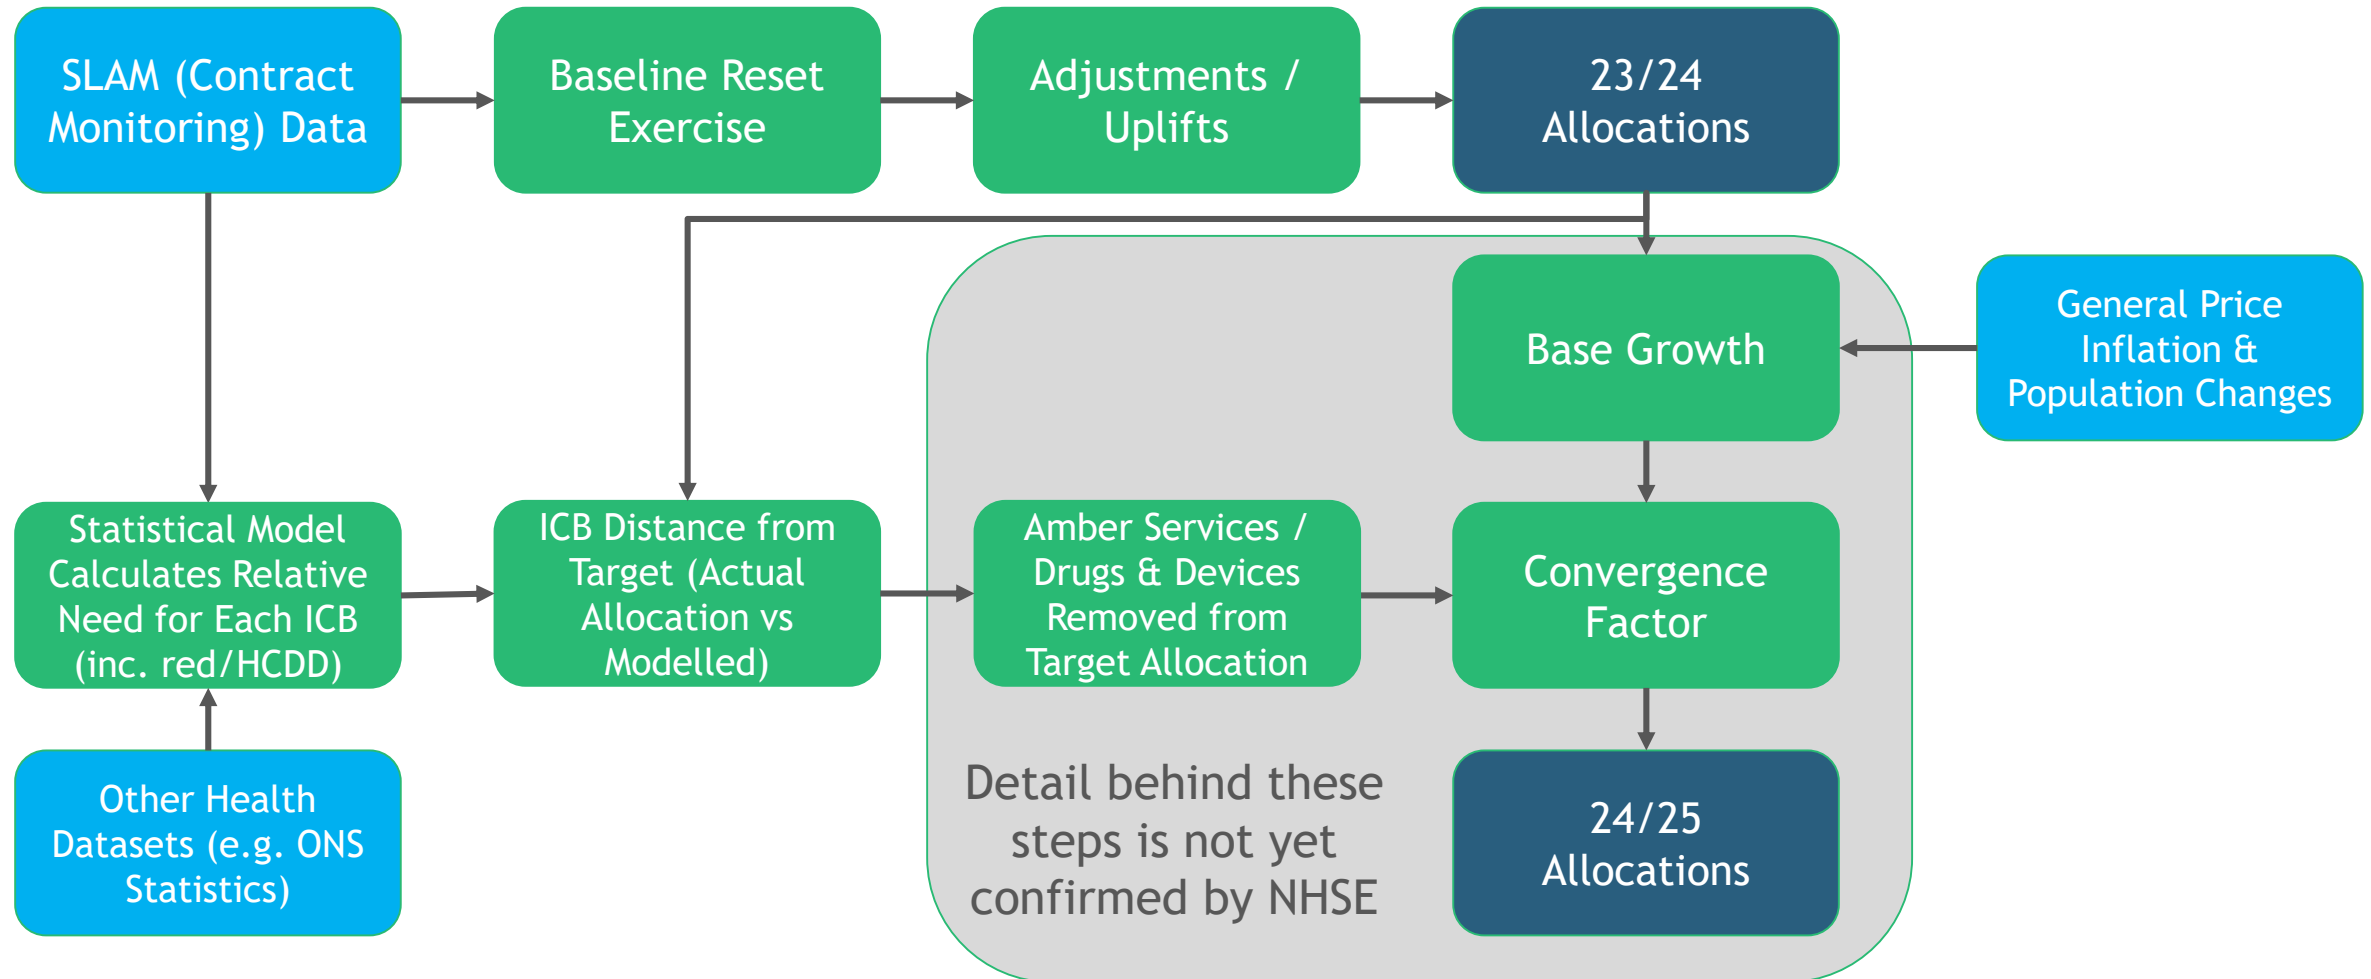 SLAM (Contract
Monitoring) Data
Baseline Reset
Exercise
Adjustments /
Uplifts
23/24
Allocations
Base Growth
General Price
Inflation &
Population Changes
Statistical Model
Calculates Relative
Need for Each ICB
(inc. red/HCDD)
ICB Distance from
Target (Actual
Allocation vs
Modelled)
Amber Services /
Drugs & Devices
Removed from
Target Allocation
Convergence
Factor
Other Health
Datasets (e.g. ONS
Statistics)
Detail behind these
steps is not yet
confirmed by NHSE
24/25
Allocations